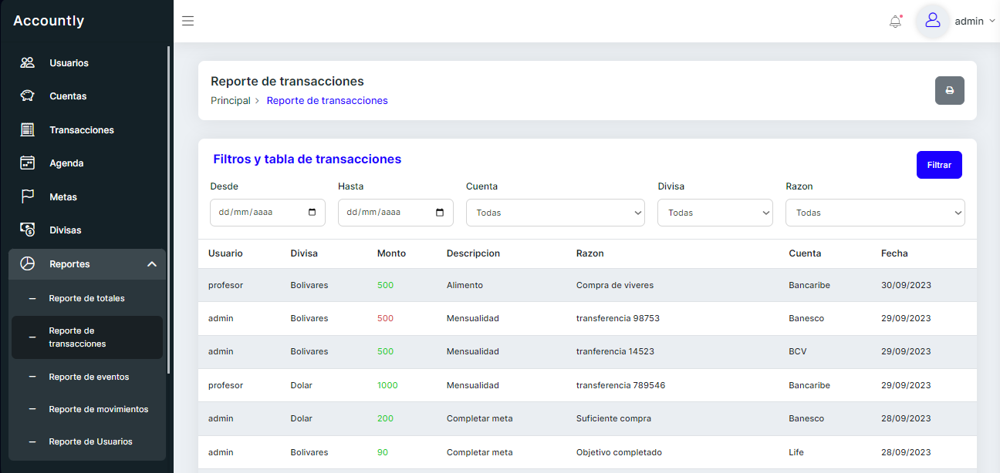 Accountly
admin
Usuarios
Cuentas
Transacciones
Agenda
Metas
Divisas
Reportes
Reporte de totales
Reporte de
transacciones
Reporte de eventos
Reporte de movimientos
Reporte de Usuarios
Reporte de transacciones
Principal > Reporte de transacciones
Filtros y tabla de transacciones
Filtrar
Desde Hasta Cuenta Divisa Razon
dd/mm/aaaa dd/mm/aaaa Todas Todas Todas
Usuario Divisa Monto Descripcion Razon Cuenta Fecha
profesor Bolivares 500 Alimento Compra de viveres Bancaribe 30/09/2023
admin Bolivares 500 Mensualidad transferencia 98753 Banesco 29/09/2023
admin Bolivares 500 Mensualidad tranferencia 14523 BCV 29/09/2023
profesor Dolar 1000 Mensualidad transferencia 789546 Bancaribe 29/09/2023
admin Dolar 200 Completar meta Suficiente compra Banesco 28/09/2023
admin Bolivares 90 Completar meta Objetivo completado Life 28/09/2023